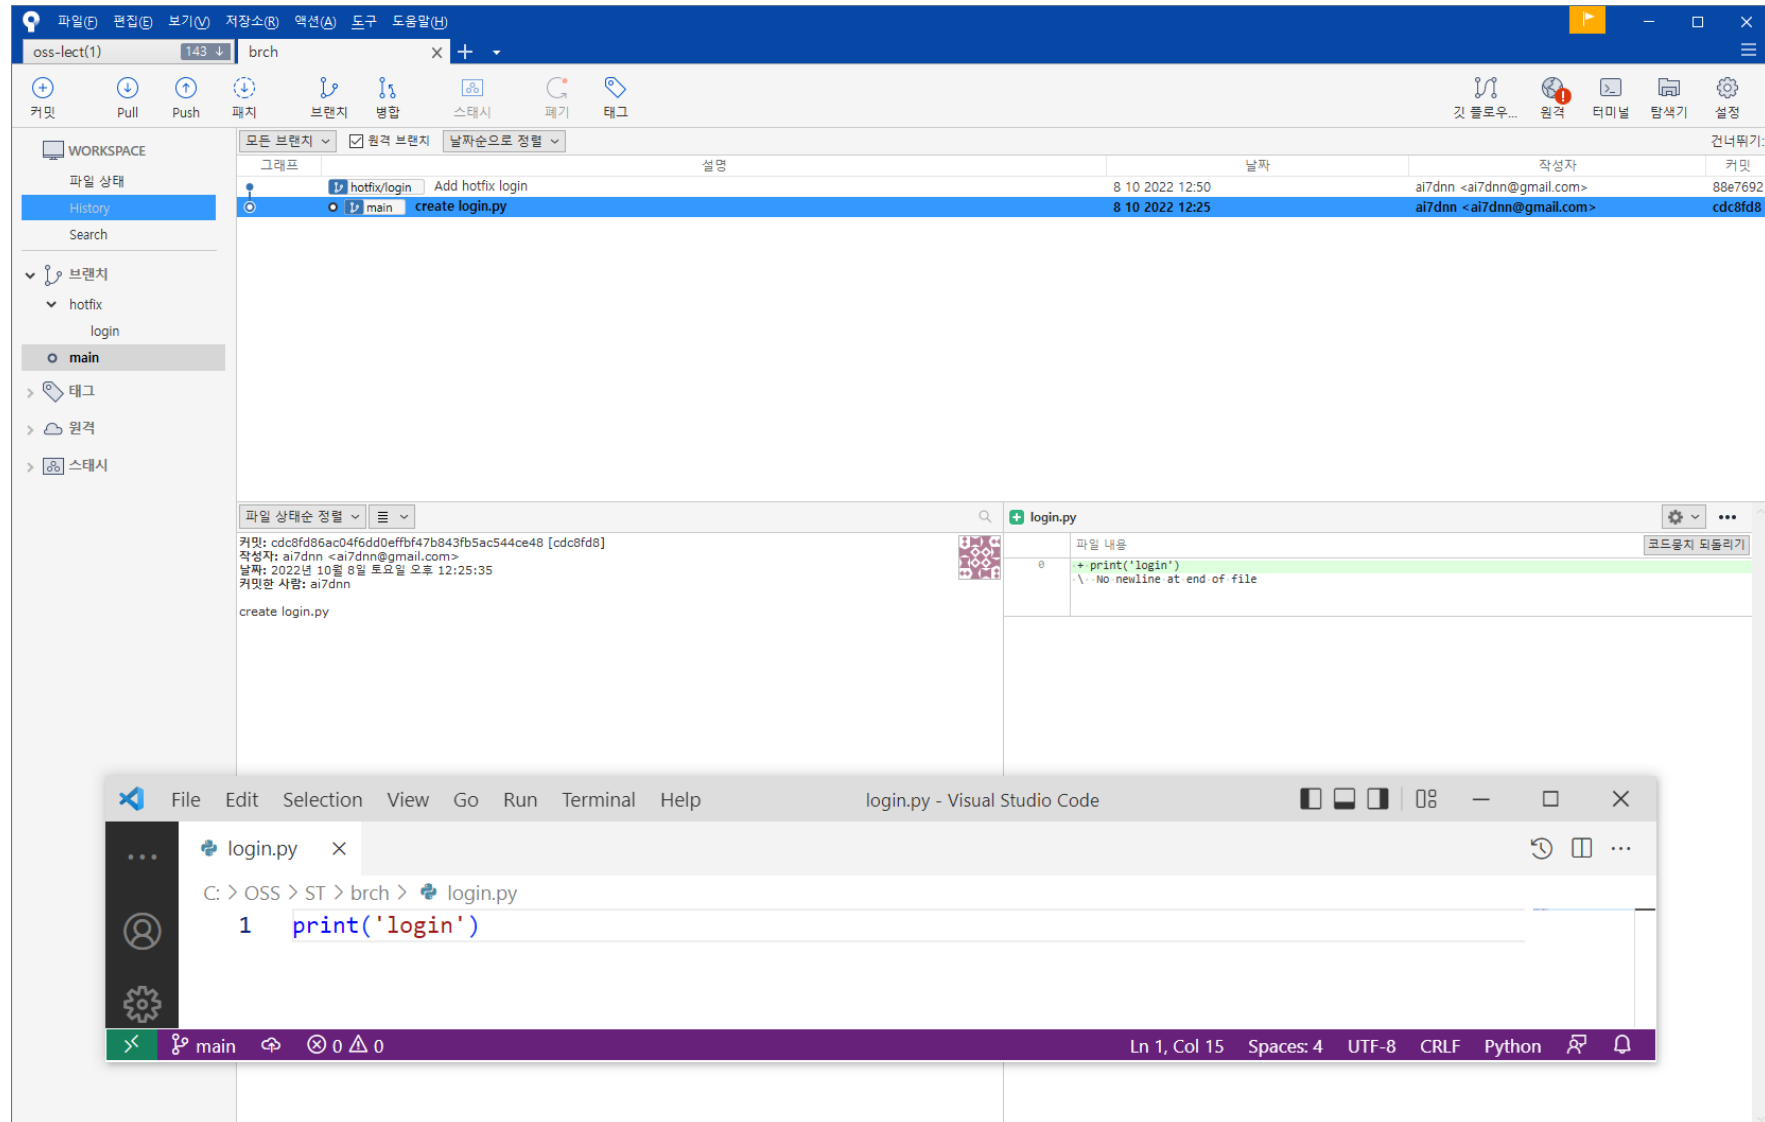 파일(F) 편집(E) 보기(V) 저장소(R) 액션(A) 도구 도움말(H)
oss-lect(1) 143 ↓ brch
커밋 Pull Push 패치 브랜치 병합 스태시 폐기 태그 깃 플로우... 원격 터미널 탐색기 설정
WORKSPACE
파일 상태
History
Search
브랜치
hotfix
login
main
태그
원격
스태시
모든 브랜치 원격 브랜치 날짜순으로 정렬 건너뛰기:
그래프 설명 날짜 작성자 커밋
hotfix/login Add hotfix login 8 10 2022 12:50 ai7dnn <ai7dnn@gmail.com> 88e7692
main create login.py 8 10 2022 12:25 ai7dnn <ai7dnn@gmail.com> cdc8fd8
파일 상태순 정렬
커밋: cdc8fd86ac04f6dd0effbf47b843fb5ac544ce48 [cdc8fd8]
작성자: ai7dnn <ai7dnn@gmail.com>
날짜: 2022년 10월 8일 토요일 오후 12:25:35
커밋한 사람: ai7dnn
create login.py
login.py
파일 내용 코드뭉치 되돌리기
0 + print('login')
\ No newline at end of file
File Edit Selection View Go Run Terminal Help login.py - Visual Studio Code
login.py
C: > OSS > ST > brch > login.py
1 print('login')
main 0 0 Ln 1, Col 15 Spaces: 4 UTF-8 CRLF Python